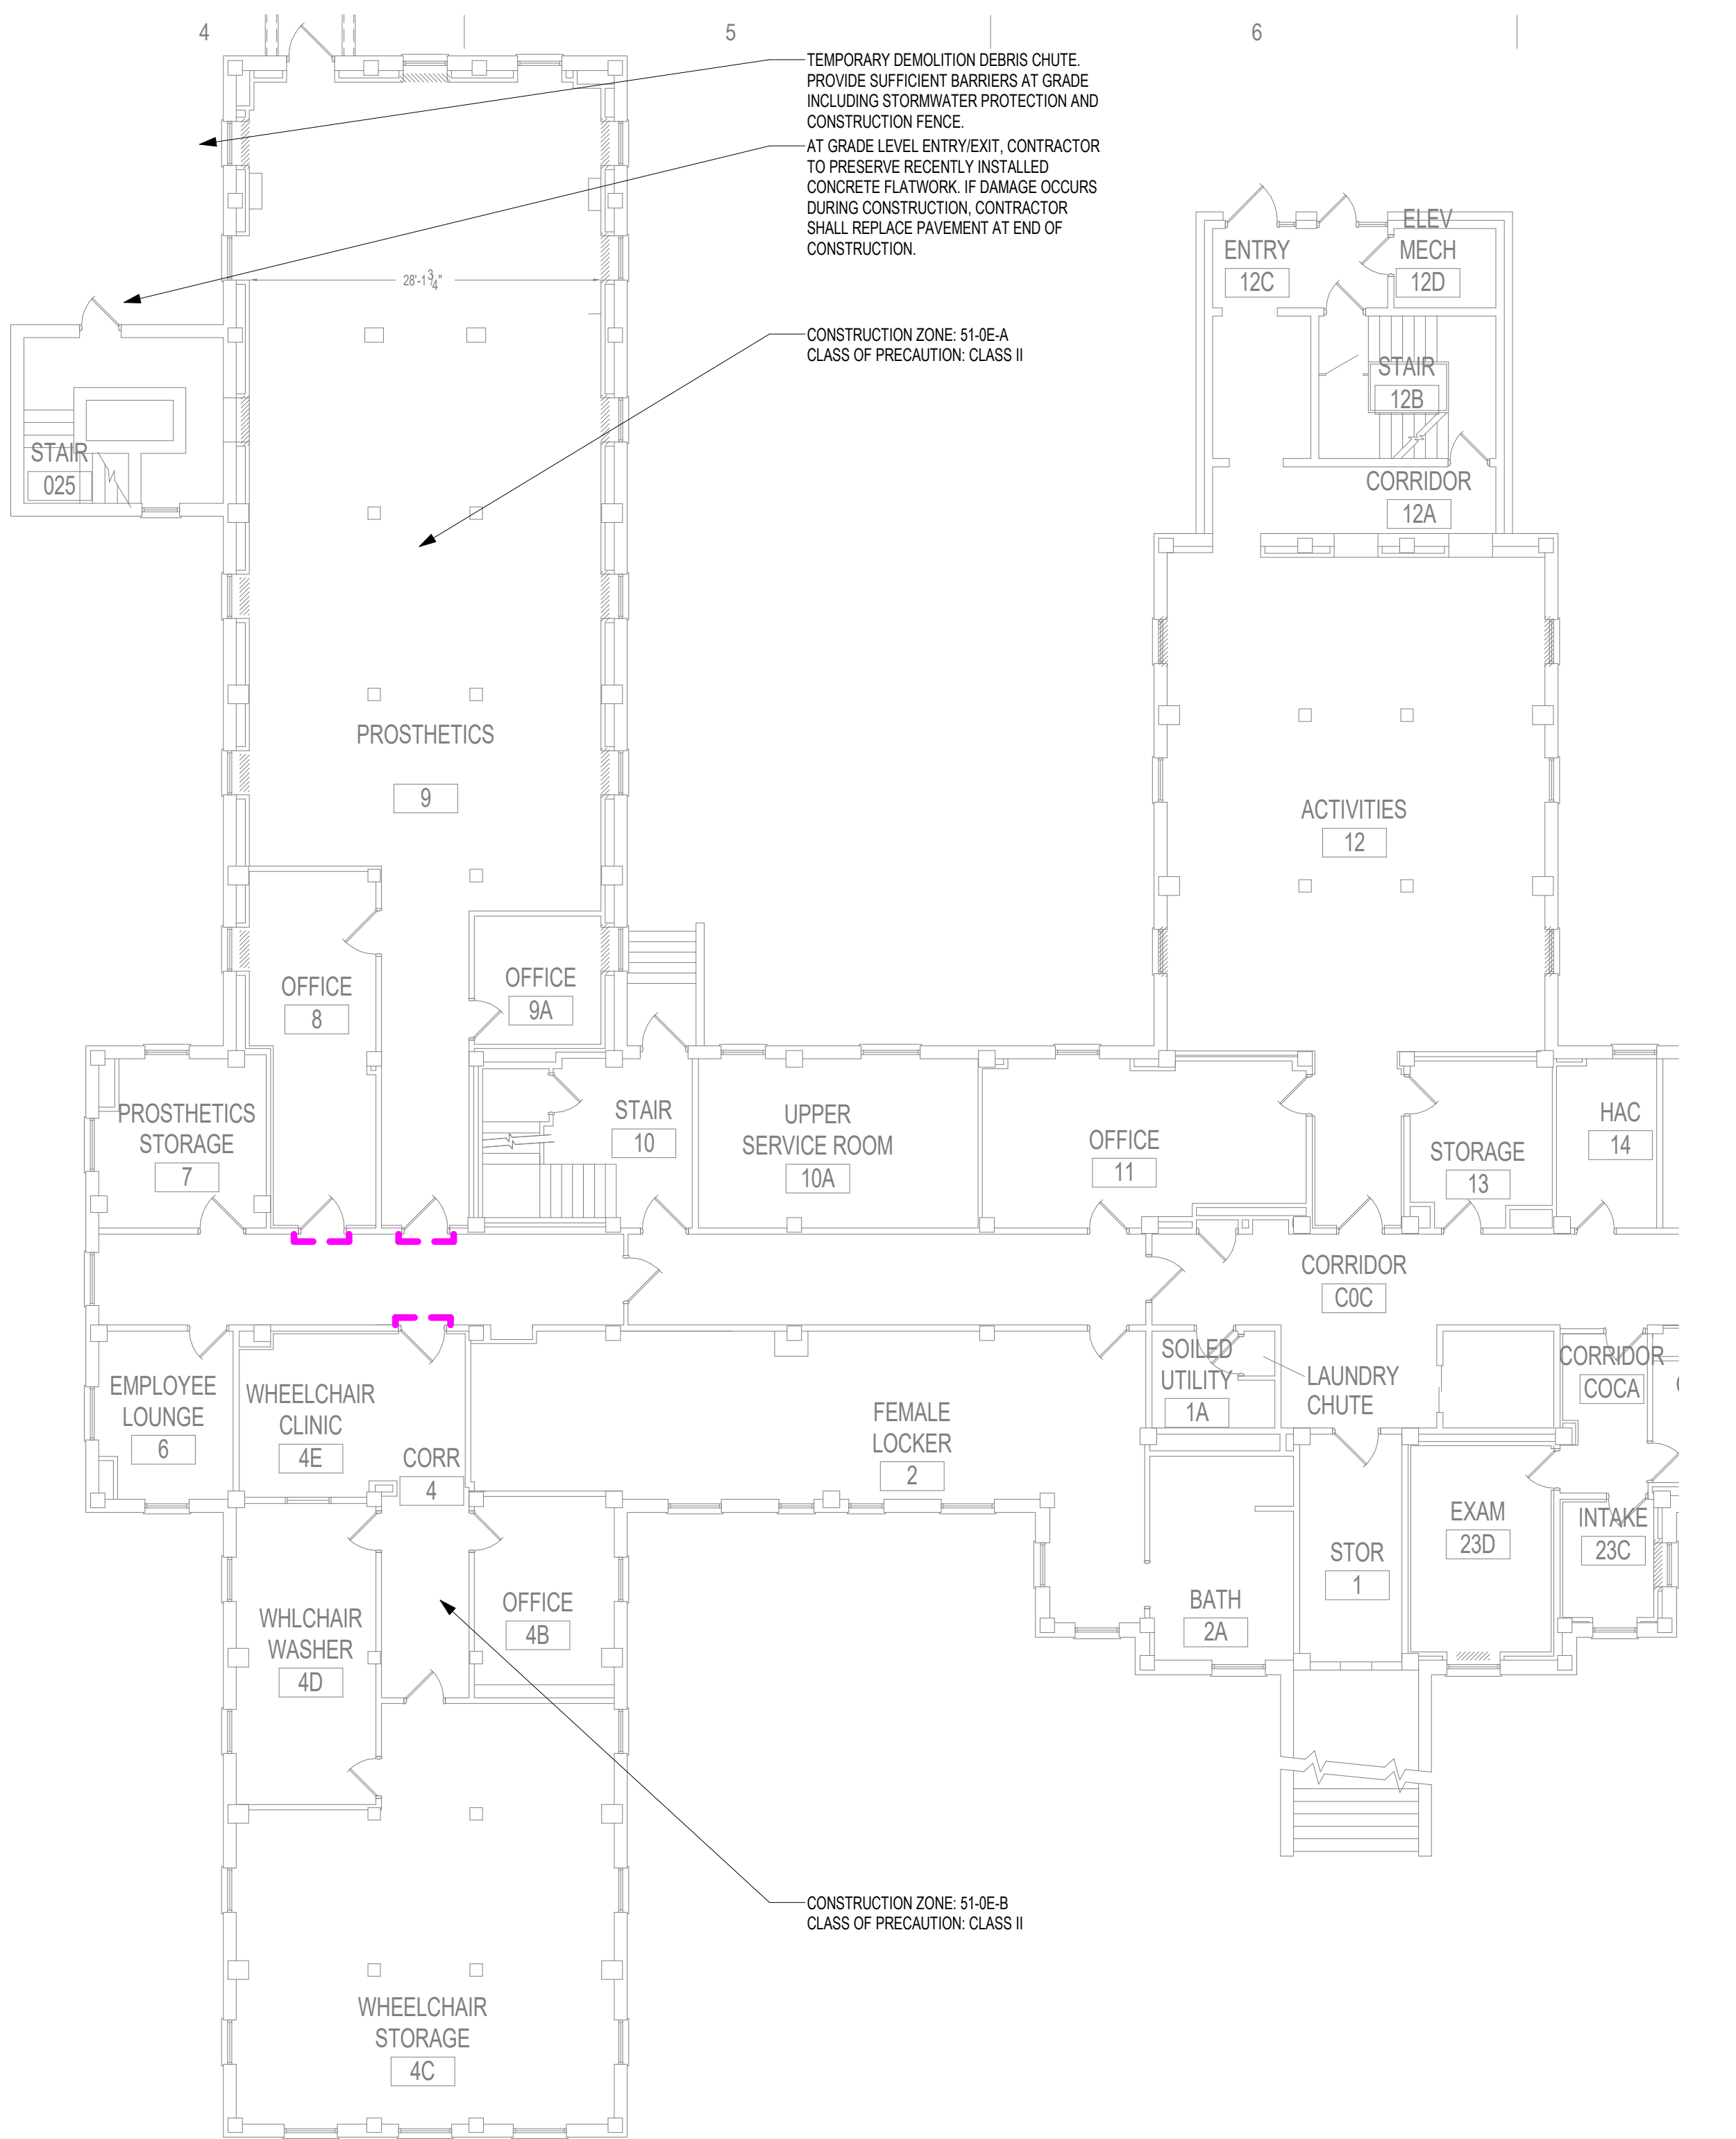 4
5
6
TEMPORARY DEMOLITION DEBRIS CHUTE.
PROVIDE SUFFICIENT BARRIERS AT GRADE
INCLUDING STORMWATER PROTECTION AND
CONSTRUCTION FENCE.
AT GRADE LEVEL ENTRY/EXIT, CONTRACTOR
TO PRESERVE RECENTLY INSTALLED
CONCRETE FLATWORK. IF DAMAGE OCCURS
DURING CONSTRUCTION, CONTRACTOR
SHALL REPLACE PAVEMENT AT END OF
CONSTRUCTION.
28'-1 3/4"
CONSTRUCTION ZONE: 51-0E-A
CLASS OF PRECAUTION: CLASS II
ENTRY
12C
ELEV
MECH
12D
STAIR
12B
STAIR
025
CORRIDOR
12A
PROSTHETICS
9
ACTIVITIES
12
OFFICE
8
OFFICE
9A
PROSTHETICS
STORAGE
7
STAIR
10
UPPER
SERVICE ROOM
10A
OFFICE
11
STORAGE
13
HAC
14
CORRIDOR
C0C
EMPLOYEE
LOUNGE
6
WHEELCHAIR
CLINIC
4E
CORR
4
FEMALE
LOCKER
2
SOILED
UTILITY
1A
LAUNDRY
CHUTE
CORRIDOR
COCA
WHLCHAIR
WASHER
4D
OFFICE
4B
BATH
2A
STOR
1
EXAM
23D
INTAKE
23C
CONSTRUCTION ZONE: 51-0E-B
CLASS OF PRECAUTION: CLASS II
WHEELCHAIR
STORAGE
4C